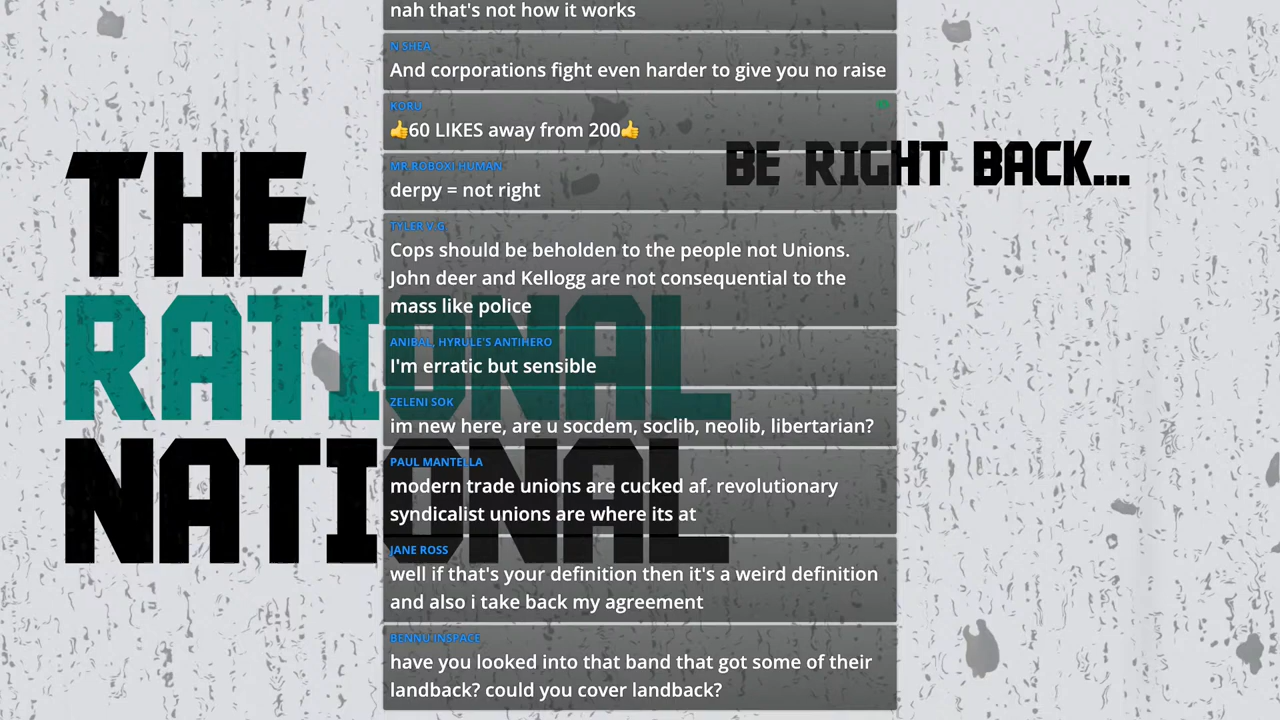 THE
RATIONAL
NATIONAL
BE RIGHT BACK...
nah that's not how it works
N SHEA
And corporations fight even harder to give you no raise
KORU
👍60 LIKES away from 200👍
MR ROBOXI HUMAN
derpy = not right
TYLER V.G.
Cops should be beholden to the people not Unions.
John deer and Kellogg are not consequential to the
mass like police
ANIBAL, HYRULE'S ANTIHERO
I'm erratic but sensible
ZELENI SOK
im new here, are u socdem, soclib, neolib, libertarian?
PAUL MANTELLA
modern trade unions are cucked af. revolutionary
syndicalist unions are where its at
JANE ROSS
well if that's your definition then it's a weird definition
and also i take back my agreement
BENNU.INSPACE
have you looked into that band that got some of their
landback? could you cover landback?